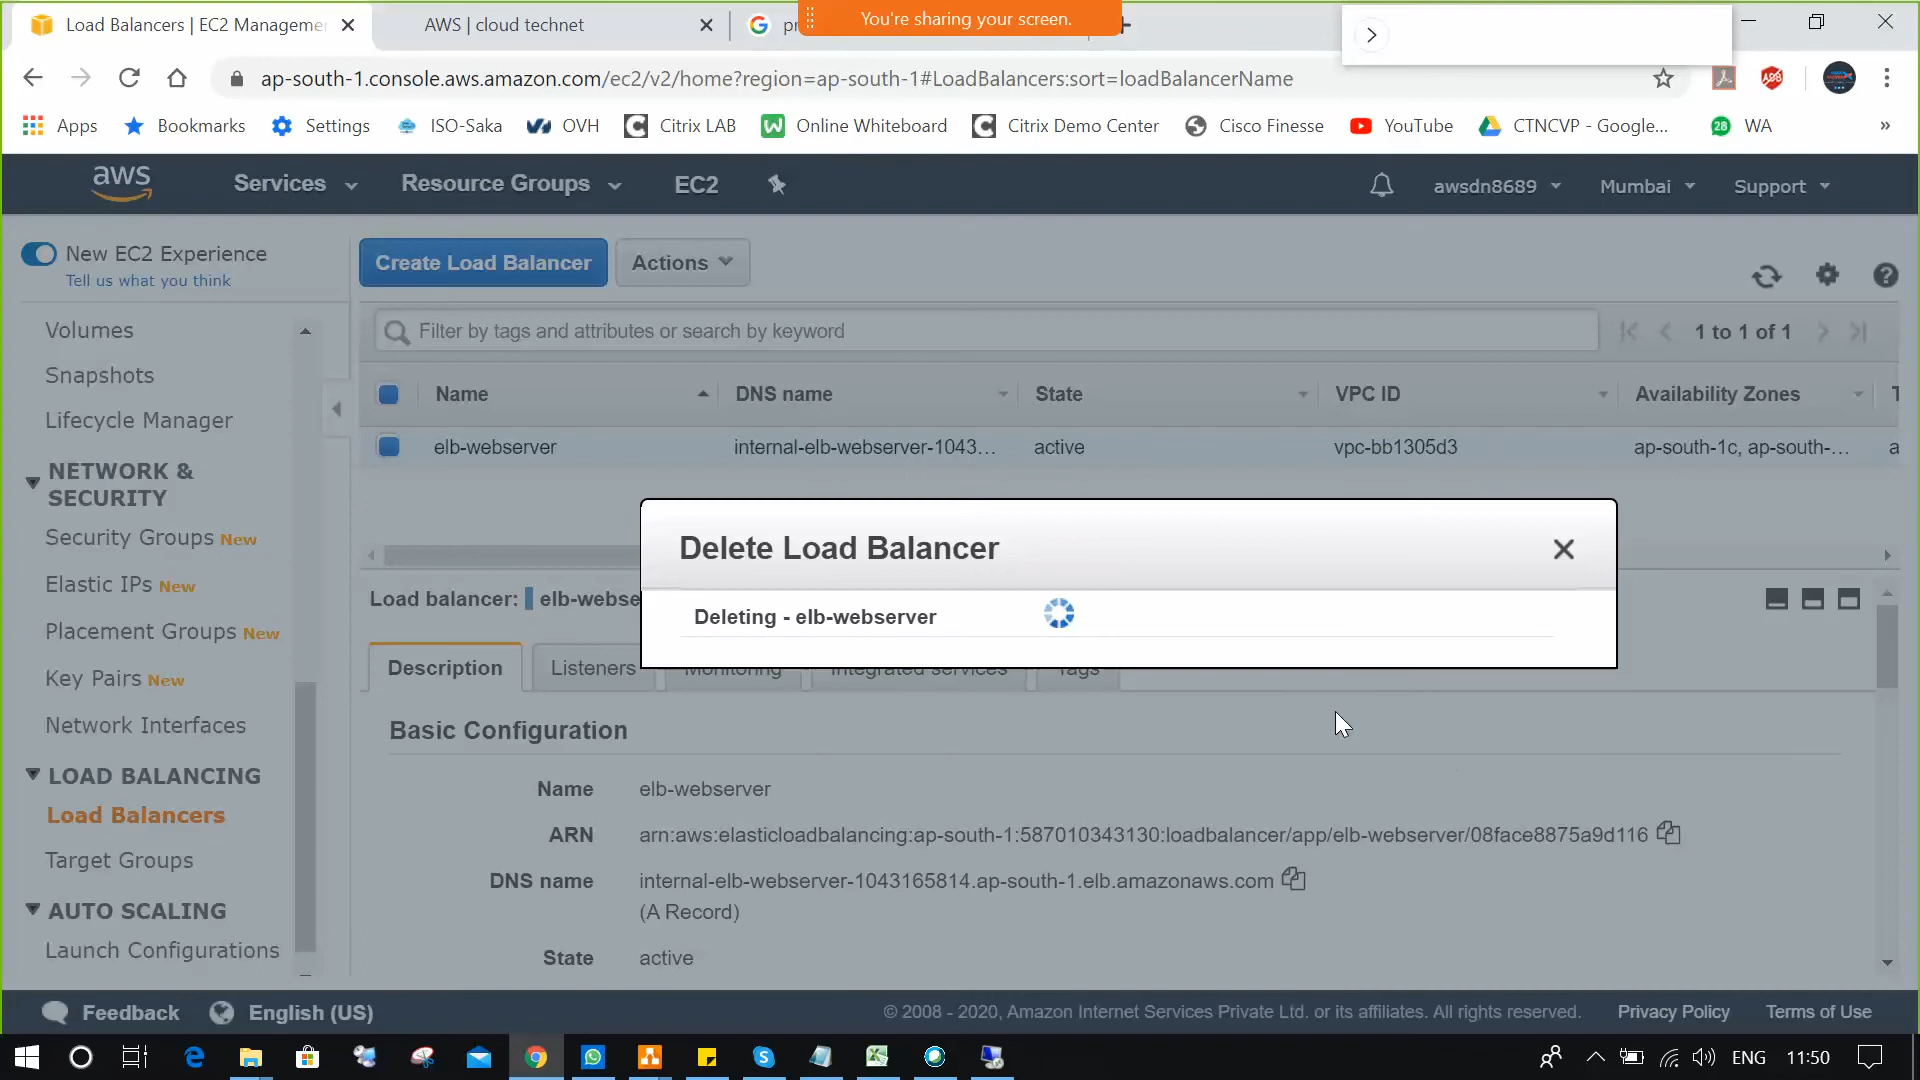 Load Balancers | EC2 Manageme
AWS | cloud technet
You're sharing your screen.
ap-south-1.console.aws.amazon.com/ec2/v2/home?region=ap-south-1#LoadBalancers:sort=loadBalancerName
Apps
Bookmarks
Settings
ISO-Saka
OVH
Citrix LAB
Online Whiteboard
Citrix Demo Center
Cisco Finesse
YouTube
CTNCVP - Google...
28
WA
»
aws
Services
Resource Groups
EC2
awsdn8689
Mumbai
Support
New EC2 Experience
Tell us what you think
Create Load Balancer
Actions
Volumes
Snapshots
Lifecycle Manager
NETWORK &
SECURITY
Security Groups New
Elastic IPs New
Placement Groups New
Key Pairs New
Network Interfaces
LOAD BALANCING
Load Balancers
Target Groups
AUTO SCALING
Launch Configurations
Filter by tags and attributes or search by keyword
1 to 1 of 1
Name
DNS name
State
VPC ID
Availability Zones
elb-webserver
internal-elb-webserver-1043...
active
vpc-bb1305d3
ap-south-1c, ap-south-...
Delete Load Balancer
Deleting - elb-webserver
Load balancer: elb-webse
Description
Listeners
Monitoring
Integrated services
Tags
Basic Configuration
Name elb-webserver
ARN arn:aws:elasticloadbalancing:ap-south-1:587010343130:loadbalancer/app/elb-webserver/08face8875a9d116
DNS name internal-elb-webserver-1043165814.ap-south-1.elb.amazonaws.com
(A Record)
State active
Feedback
English (US)
© 2008 - 2020, Amazon Internet Services Private Ltd. or its affiliates. All rights reserved.
Privacy Policy
Terms of Use
ENG
11:50